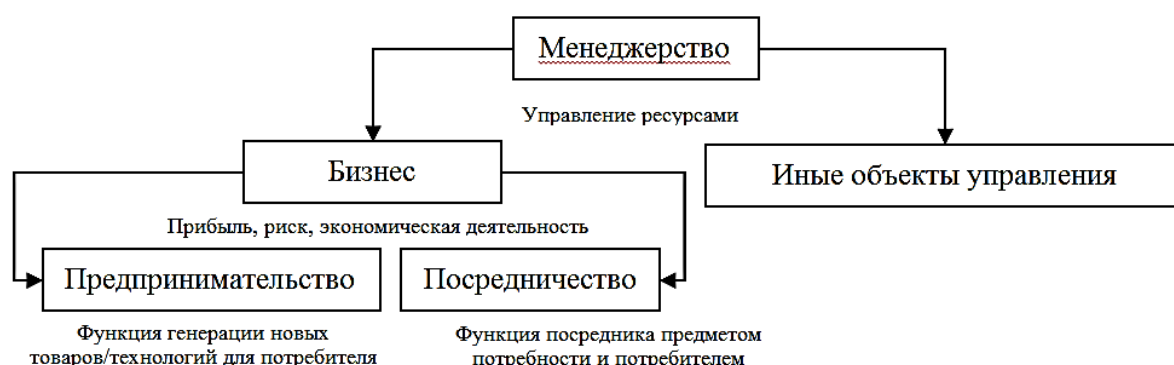 Менеджерство
Управление ресурсами
Бизнес
Иные объекты управления
Прибыль, риск, экономическая деятельность
Предпринимательство
Посредничество
Функция генерации новых
товаров/технологий для потребителя
Функция посредника предметом
потребности и потребителем